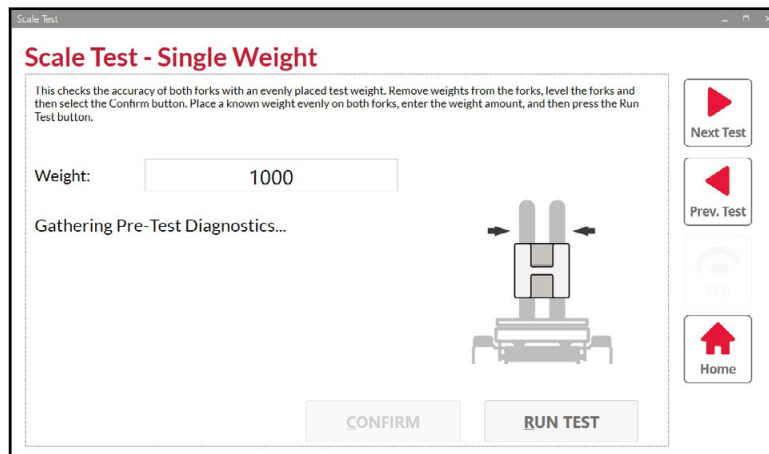 Scale Test
Scale Test - Single Weight
This checks the accuracy of both forks with an evenly placed test weight. Remove weights from the forks, level the forks and
then select the Confirm button. Place a known weight evenly on both forks, enter the weight amount, and then press the Run
Test button.
Next Test
Weight:
1000
Prev. Test
Gathering Pre-Test Diagnostics...
Skip
Home
CONFIRM
RUN TEST